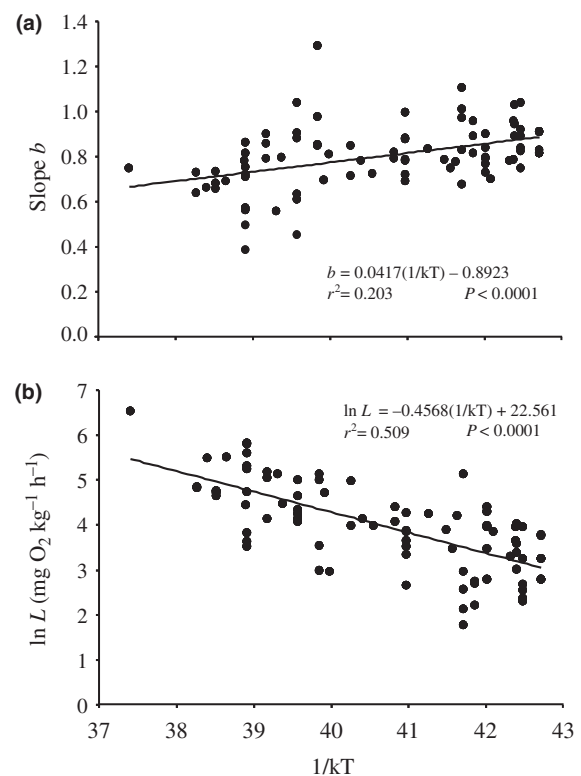 (a)
1.4
1.2
1.0
0.8
0.6
0.4
0.2
0.0
Slope b
b = 0.0417(1/kT) – 0.8923
r² = 0.203 P < 0.0001
(b)
7
6
5
4
3
2
1
0
ln L (mg O₂ kg⁻¹ h⁻¹)
ln L = –0.4568(1/kT) + 22.561
r² = 0.509 P < 0.0001
37 38 39 40 41 42 43
1/kT